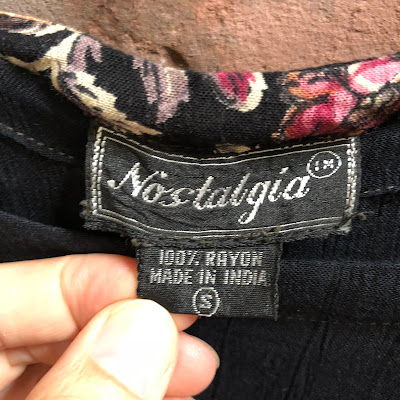 Nostalgia TM
100% RAYON
MADE IN INDIA
S